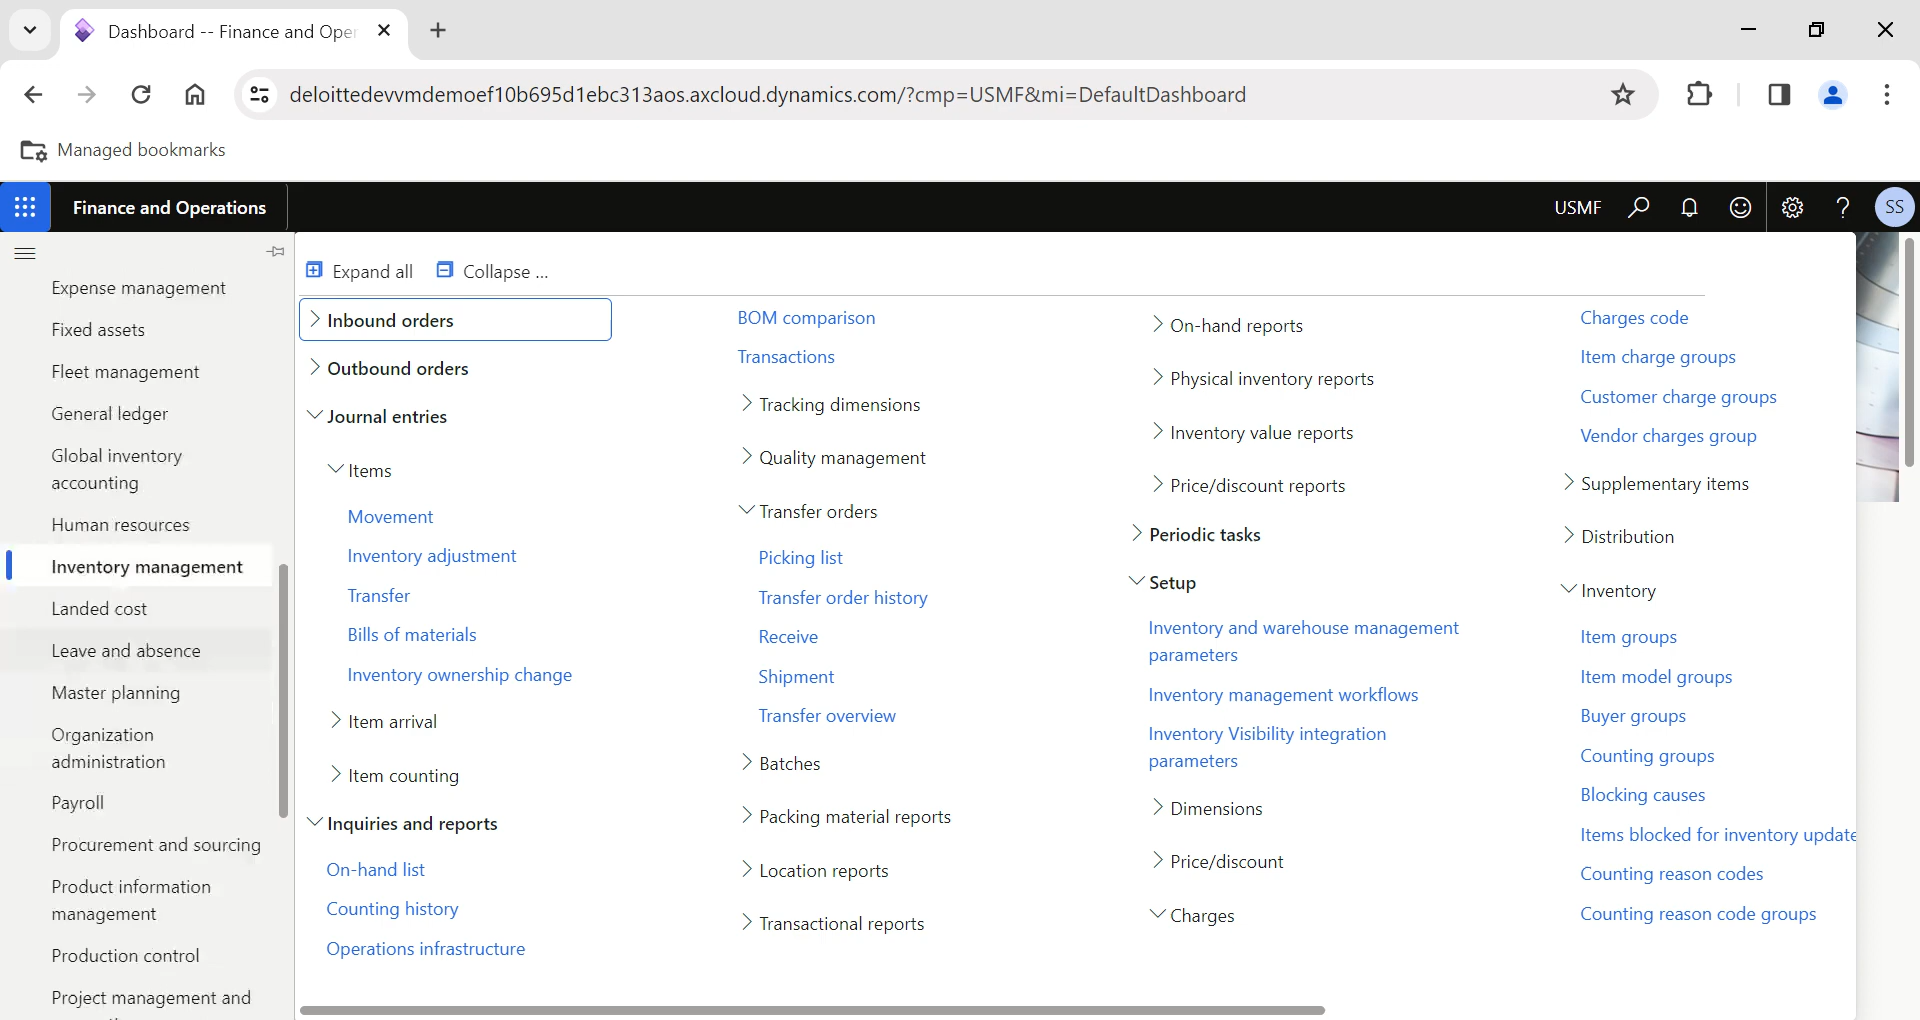 Dashboard -- Finance and Oper
deloittedevvmdemoef10b695d1ebc313aos.axcloud.dynamics.com/?cmp=USMF&mi=DefaultDashboard
Managed bookmarks
Finance and Operations
USMF
?
SS
Expense management
Fixed assets
Fleet management
General ledger
Global inventory
accounting
Human resources
Inventory management
Landed cost
Leave and absence
Master planning
Organization
administration
Payroll
Procurement and sourcing
Product information
management
Production control
Project management and
Expand all
Collapse ...
Inbound orders
Outbound orders
Journal entries
Items
Movement
Inventory adjustment
Transfer
Bills of materials
Inventory ownership change
Item arrival
Item counting
Inquiries and reports
On-hand list
Counting history
Operations infrastructure
BOM comparison
Transactions
Tracking dimensions
Quality management
Transfer orders
Picking list
Transfer order history
Receive
Shipment
Transfer overview
Batches
Packing material reports
Location reports
Transactional reports
On-hand reports
Physical inventory reports
Inventory value reports
Price/discount reports
Periodic tasks
Setup
Inventory and warehouse management
parameters
Inventory management workflows
Inventory Visibility integration
parameters
Dimensions
Price/discount
Charges
Charges code
Item charge groups
Customer charge groups
Vendor charges group
Supplementary items
Distribution
Inventory
Item groups
Item model groups
Buyer groups
Counting groups
Blocking causes
Items blocked for inventory update
Counting reason codes
Counting reason code groups